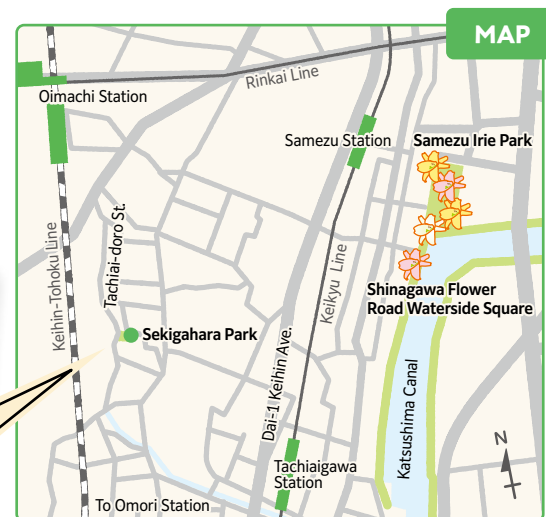 MAP
Rinkai Line
Oimachi Station
Samezu Station
Samezu Irie Park
Tachiai-doro St.
Keihin-Tohoku Line
Keikyu Line
Shinagawa Flower
Road Waterside Square
Sekigahara Park
Dai-1 Keihin Ave.
Katsushima Canal
N
Tachiaigawa
Station
To Omori Station